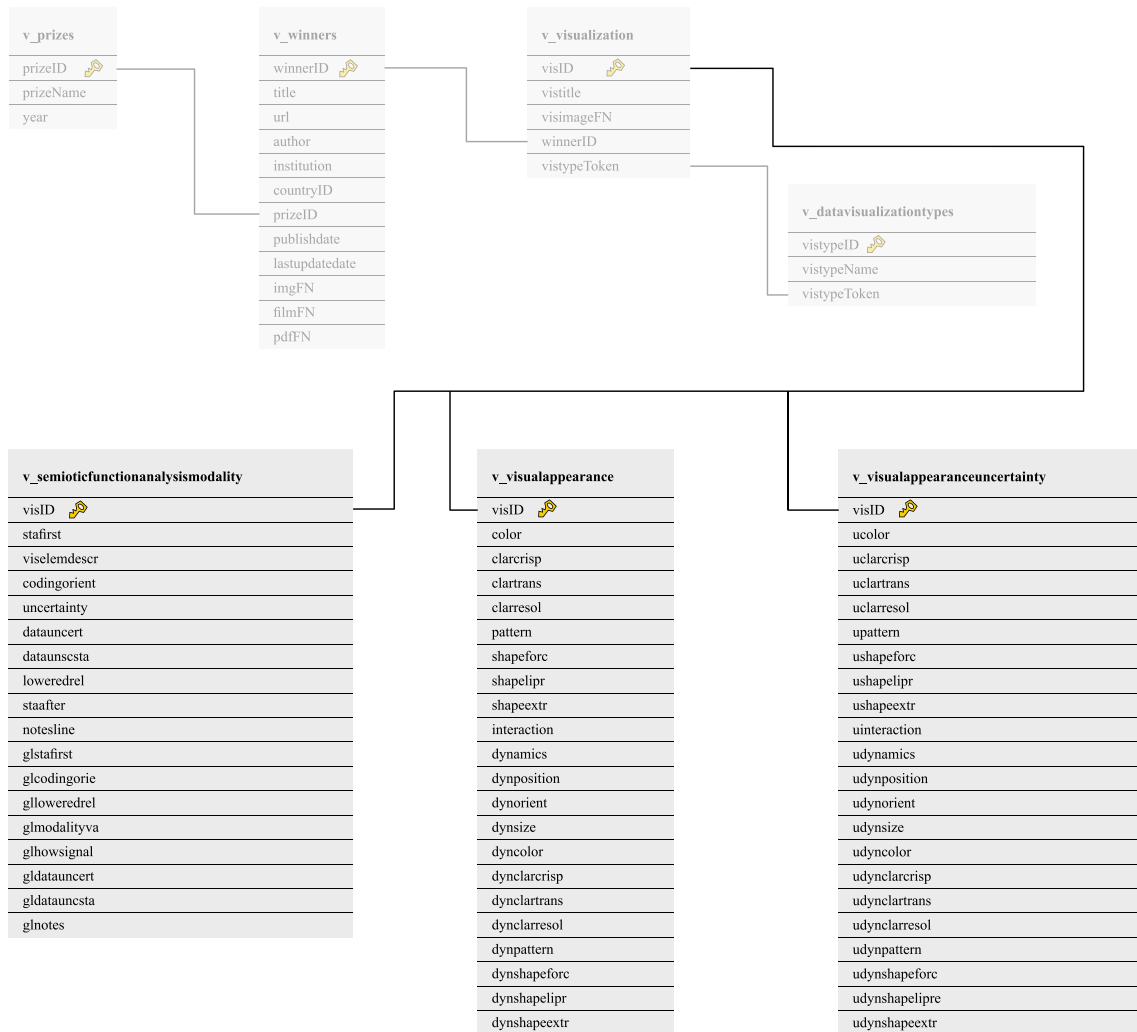 v_prizes
prizeID
prizeName
year
v_winners
winnerID
title
url
author
institution
countryID
prizeID
publishdate
lastupdatedate
imgFN
filmFN
pdfFN
v_visualization
visID
vistitle
visimageFN
winnerID
vistypeToken
v_datavisualizationtypes
vistypeID
vistypeName
vistypeToken
v_semioticfunctionanalysismodality
visID
stafirst
viselemdescr
codingorient
uncertainty
datauncert
dataunscsta
loweredrel
staafter
notesline
glstafirst
glcodingorie
glloweredrel
glmodalityva
glhowsignal
gldatauncert
gldatauncsta
glnotes
v_visualappearance
visID
color
clarcrisp
clartrans
clarresol
pattern
shapeforc
shapelipr
shapeextr
interaction
dynamics
dynposition
dynorient
dynsize
dyncolor
dynclarcrisp
dynclartrans
dynclarresol
dynpattern
dynshapeforc
dynshapelipr
dynshapeextr
v_visualappearanceuncertainty
visID
ucolor
uclarcrisp
uclartrans
uclarresol
upattern
ushapeforc
ushapelipr
ushapeextr
uinteraction
udynamics
udynposition
udynorient
udynsize
udyncolor
udynclarcrisp
udynclartrans
udynclarresol
udynpattern
udynshapeforc
udynshapelipre
udynshapeextr